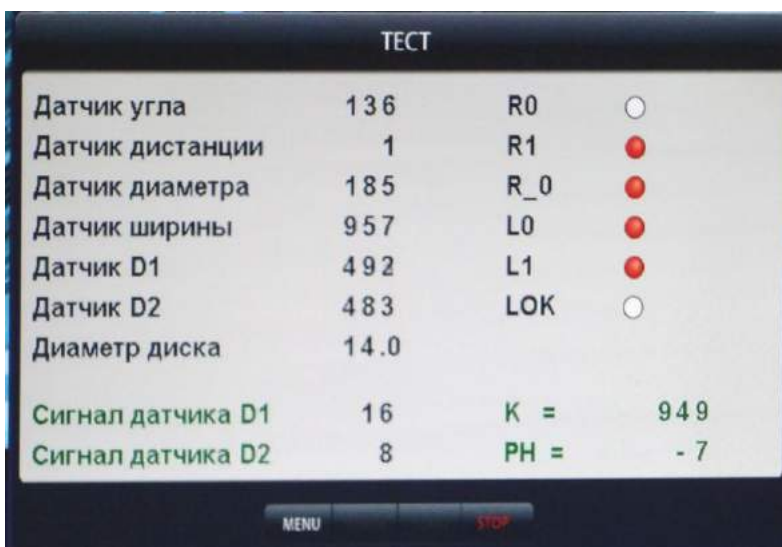 ТЕСТ
Датчик угла 136 R0
Датчик дистанции 1 R1
Датчик диаметра 185 R_0
Датчик ширины 957 L0
Датчик D1 492 L1
Датчик D2 483 LOK
Диаметр диска 14.0
Сигнал датчика D1 16 K = 949
Сигнал датчика D2 8 PH = - 7
MENU STOP